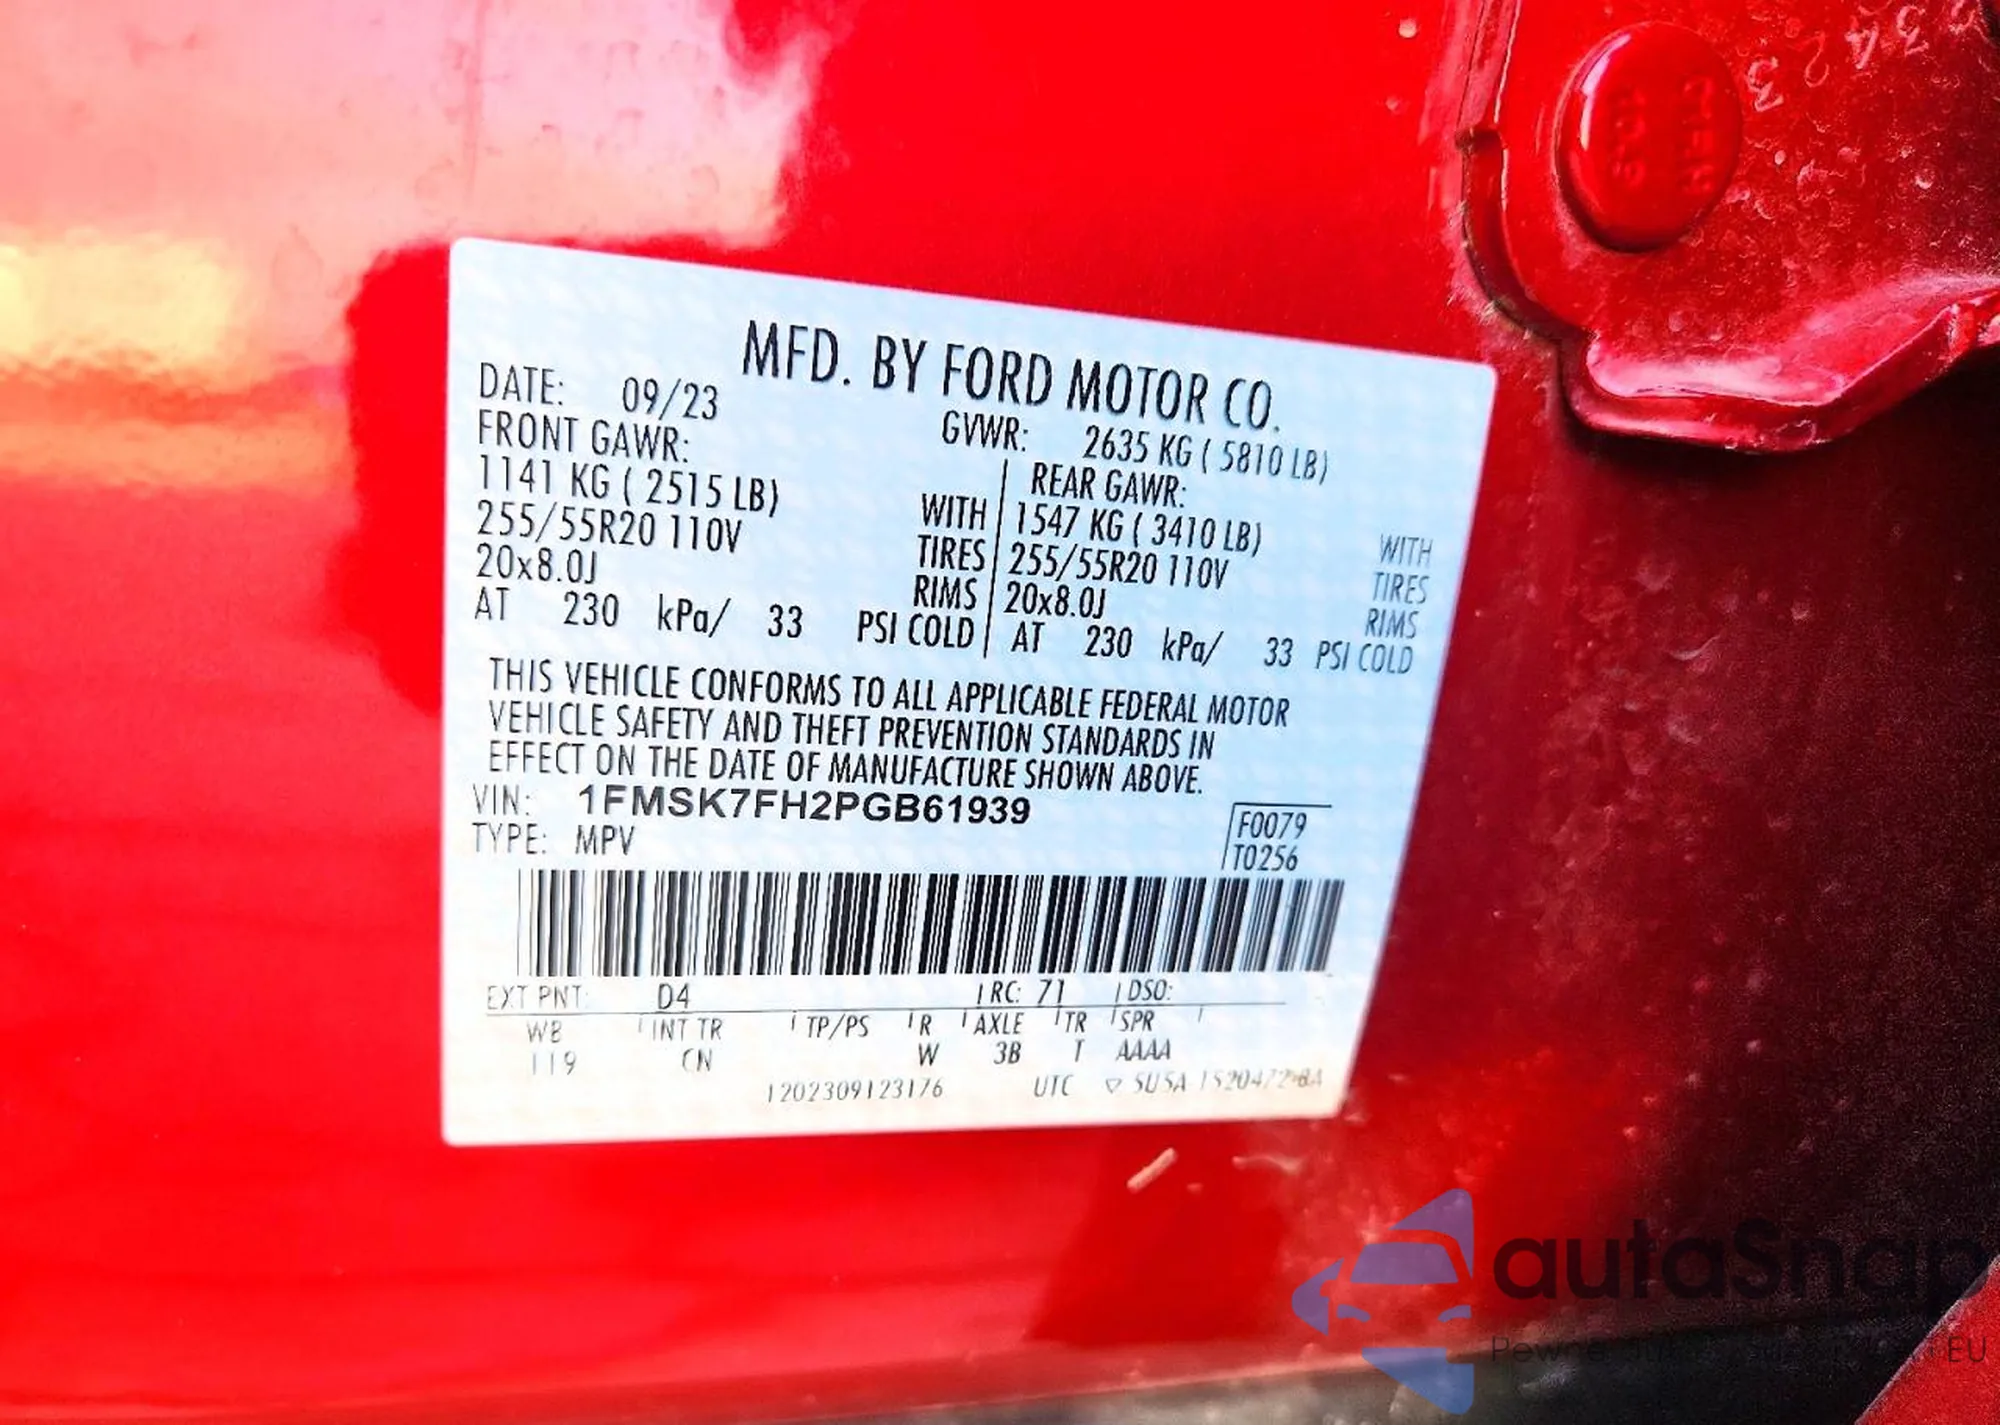 MFD. BY FORD MOTOR CO.
DATE: 09/23
GVWR: 2635 KG ( 5810 LB)
FRONT GAWR:
1141 KG ( 2515 LB) WITH
255/55R20 110V TIRES
20x8.0J RIMS
AT 230 kPa/ 33 PSI COLD
REAR GAWR:
1547 KG ( 3410 LB) WITH
255/55R20 110V TIRES
20x8.0J RIMS
AT 230 kPa/ 33 PSI COLD
THIS VEHICLE CONFORMS TO ALL APPLICABLE FEDERAL MOTOR
VEHICLE SAFETY AND THEFT PREVENTION STANDARDS IN
EFFECT ON THE DATE OF MANUFACTURE SHOWN ABOVE.
VIN: 1FMSK7FH2PGB61939
TYPE: MPV
F0079
T0256
EXT PNT: D4 RC: 71 DSO:
WB INT TR TP/PS R AXLE TR SPR
119 CN W 3B T AAAA
1202309123176 UTC SU5A
autaSnap
EU